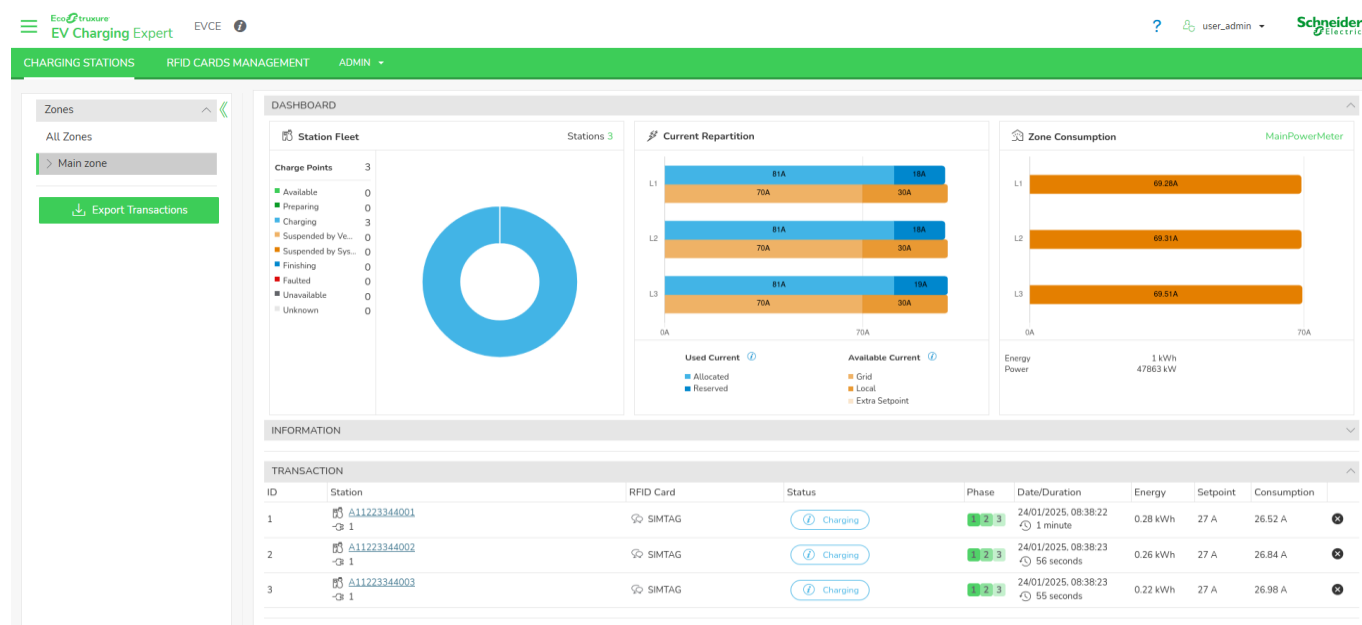 EcoStruxure
EV Charging Expert
EVCE i
? user_admin
Schneider
Electric
CHARGING STATIONS RFID CARDS MANAGEMENT ADMIN
Zones
All Zones
Main zone
Export Transactions
DASHBOARD
Station Fleet Stations 3
Charge Points 3
Available 0
Preparing 0
Charging 3
Suspended by Ve... 0
Suspended by Sys... 0
Finishing 0
Faulted 0
Unavailable 0
Unknown 0
Current Repartition
L1 81A 18A
70A 30A
L2 81A 18A
70A 30A
L3 81A 18A
70A 30A
0A 70A
Used Current i
Allocated
Reserved
Available Current i
Grid
Local
Extra Setpoint
Zone Consumption MainPowerMeter
L1 69.28A
L2 69.31A
L3 69.51A
0A 70A
Energy 1 kWh
Power 47863 kW
INFORMATION
TRANSACTION
ID Station RFID Card Status Phase Date/Duration Energy Setpoint Consumption
1 A11223344001 1 SIMTAG i Charging 1 2 3 24/01/2025, 08:38:22 1 minute 0.28 kWh 27 A 26.52 A
2 A11223344002 1 SIMTAG i Charging 1 2 3 24/01/2025, 08:38:23 56 seconds 0.26 kWh 27 A 26.84 A
3 A11223344003 1 SIMTAG i Charging 1 2 3 24/01/2025, 08:38:23 55 seconds 0.22 kWh 27 A 26.98 A